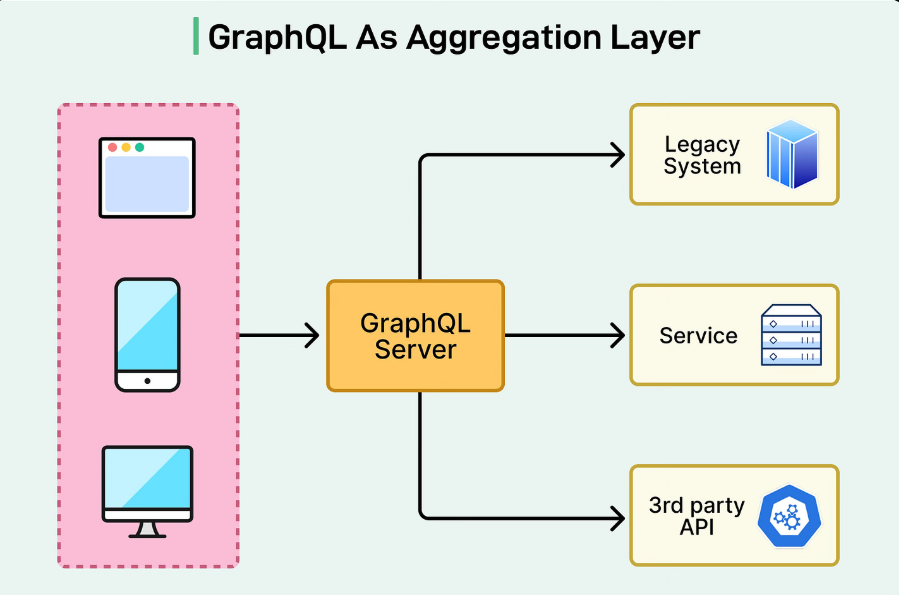 GraphQL As Aggregation Layer
Legacy
System
GraphQL
Server
Service
3rd party
API